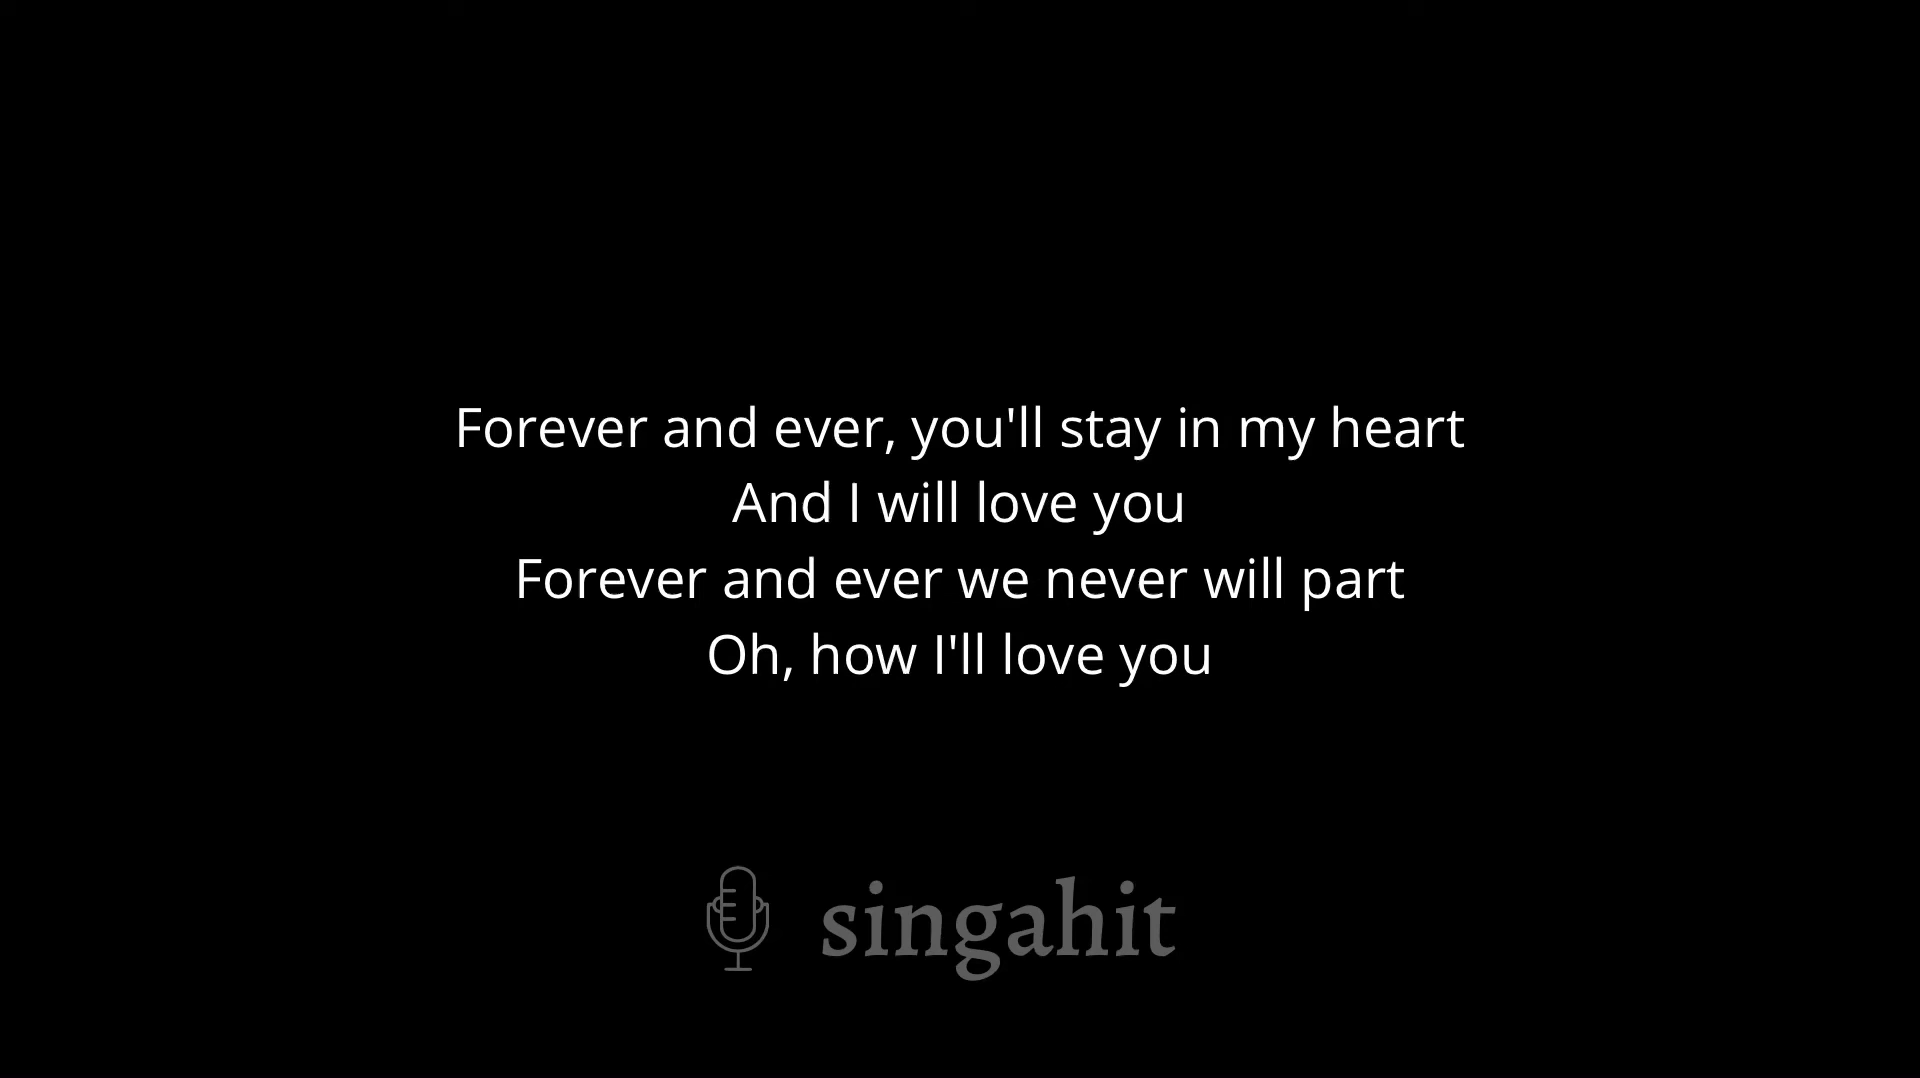 Forever and ever, you'll stay in my heart
And I will love you
Forever and ever we never will part
Oh, how I'll love you
singahit